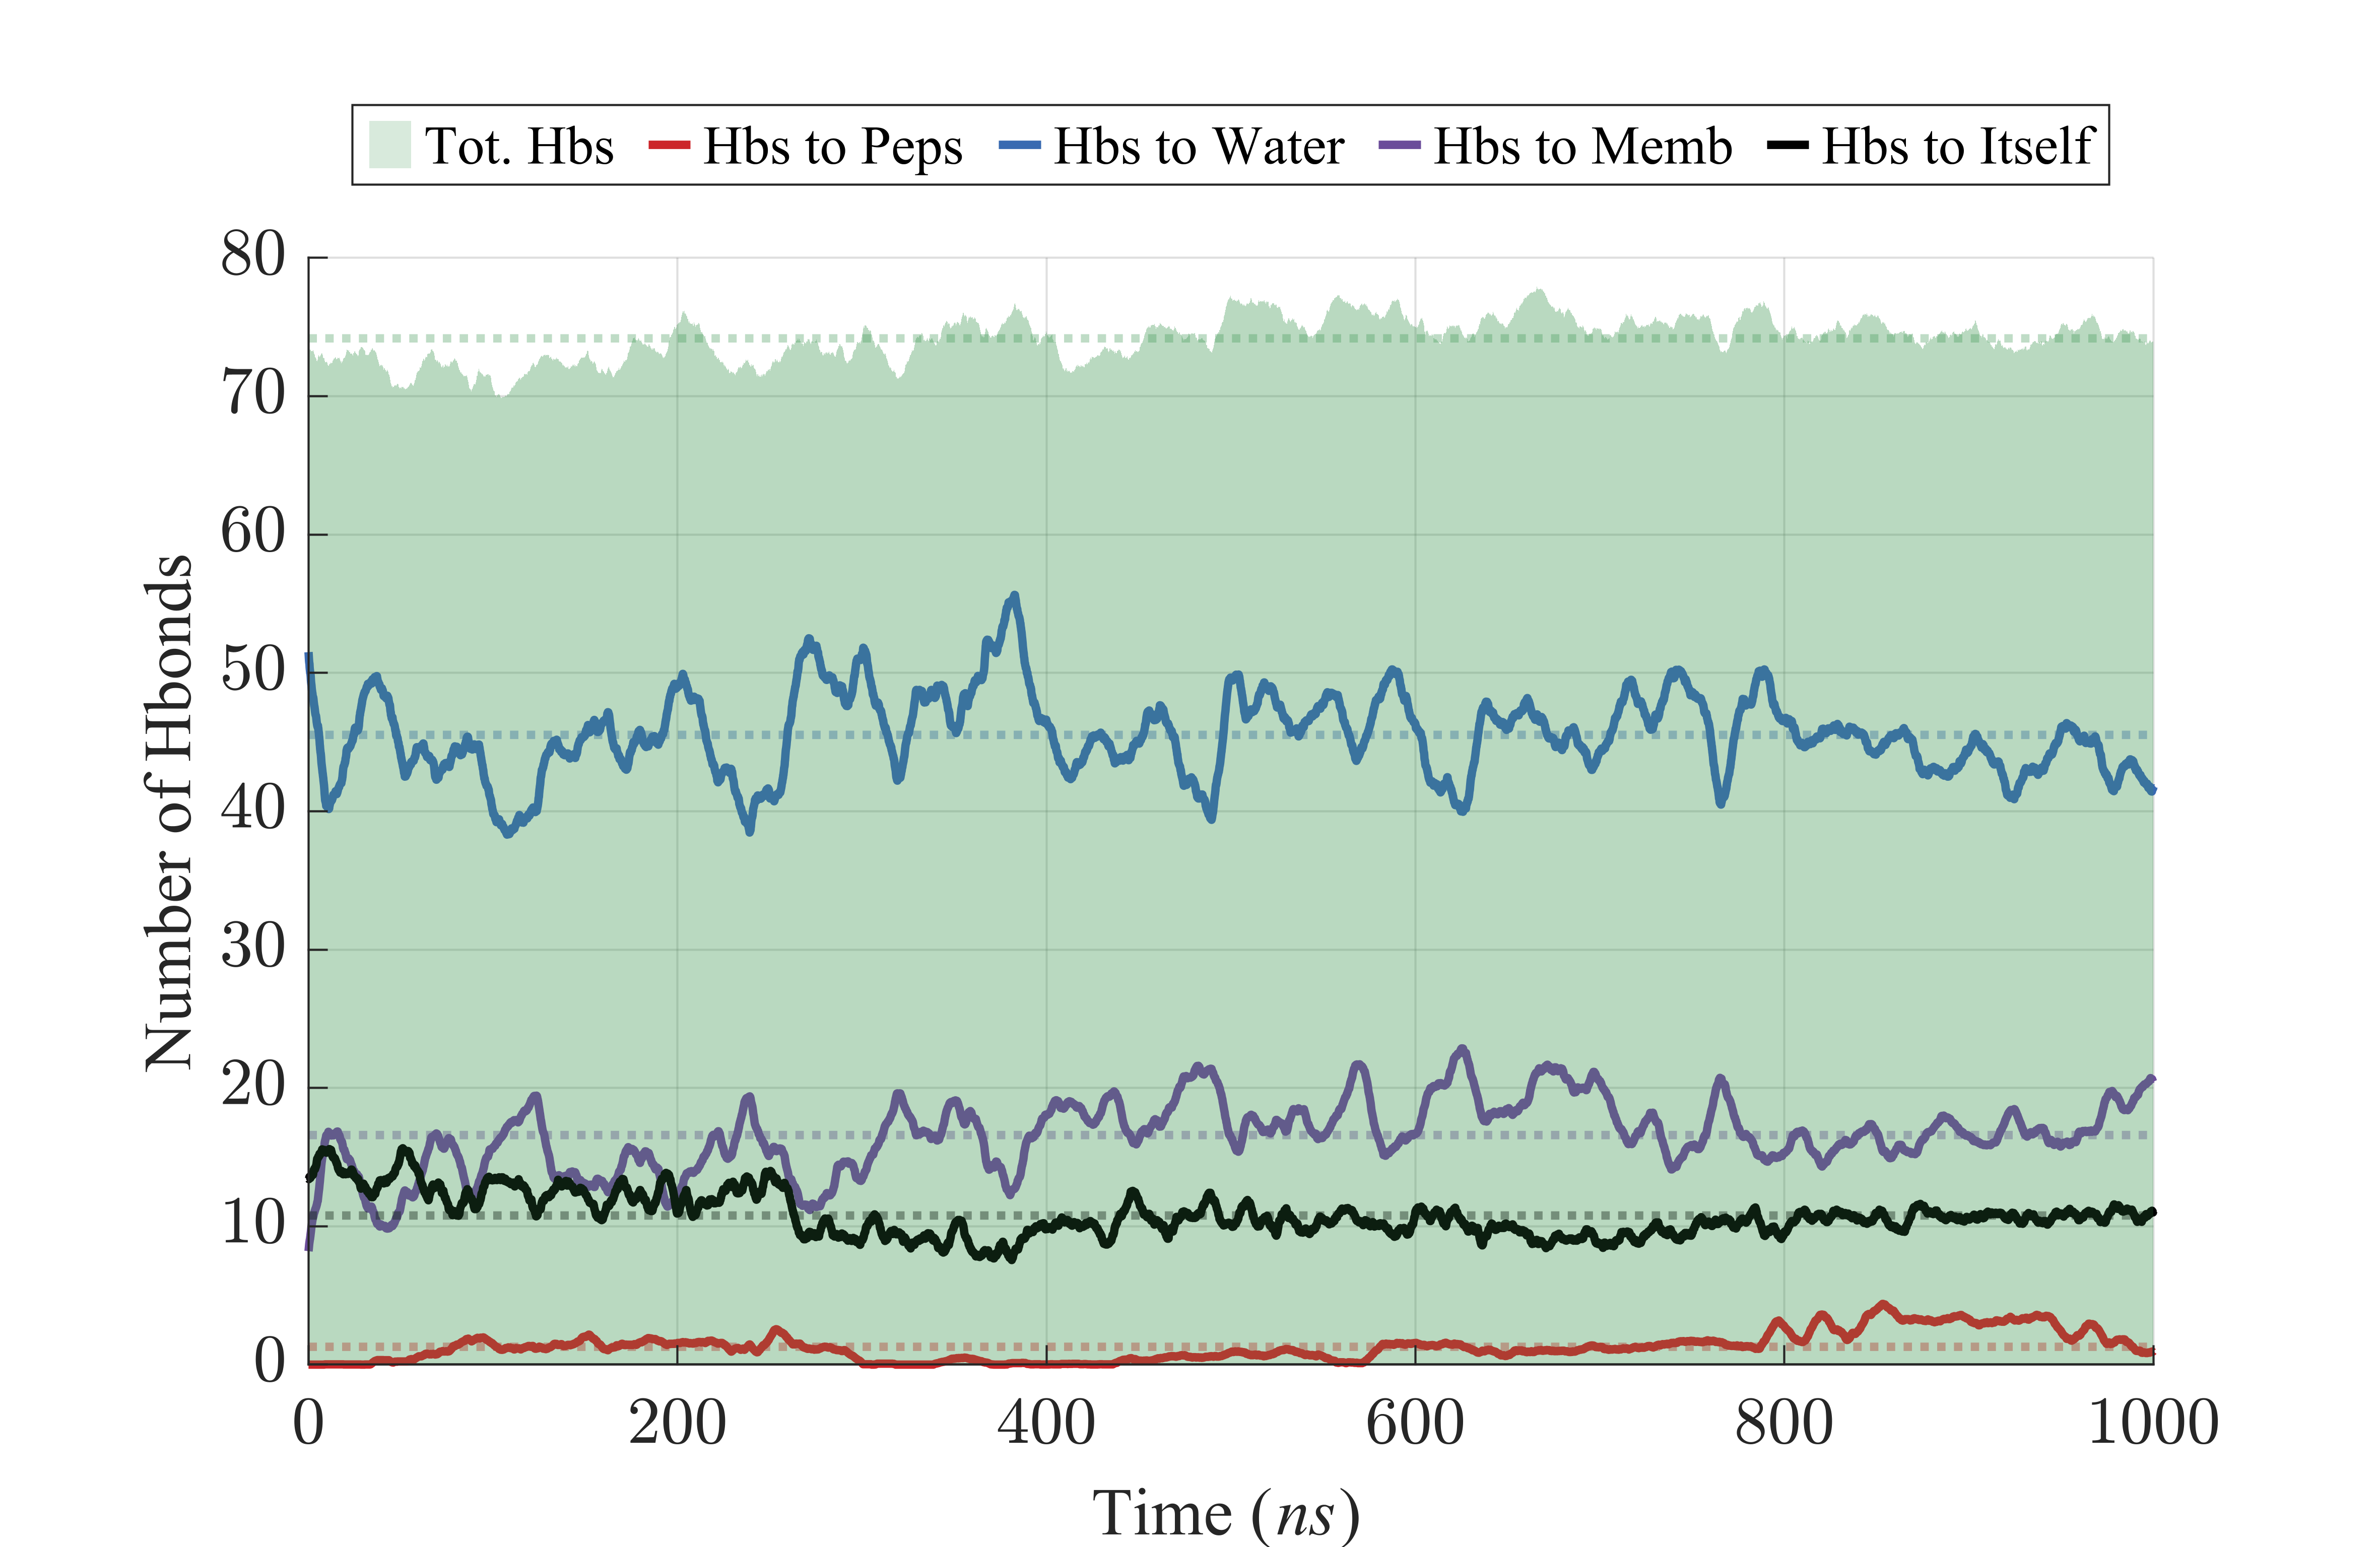 Tot. Hbs Hbs to Peps Hbs to Water Hbs to Memb Hbs to Itself
80
70
60
50
40
30
20
10
0
Number of Hbonds
0 200 400 600 800 1000
Time (ns)